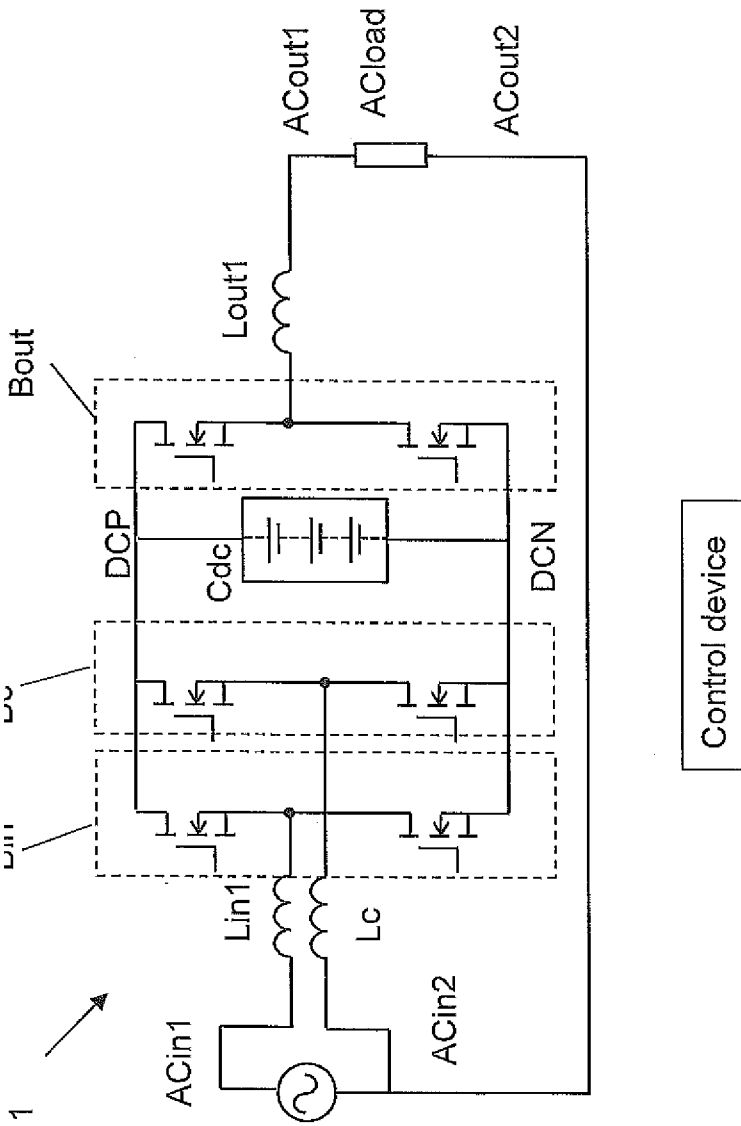 1
Bout
ACin1
ACin2
Lin1
Lc
DCP
Cdc
DCN
Lout1
ACout1
ACload
ACout2
Control device